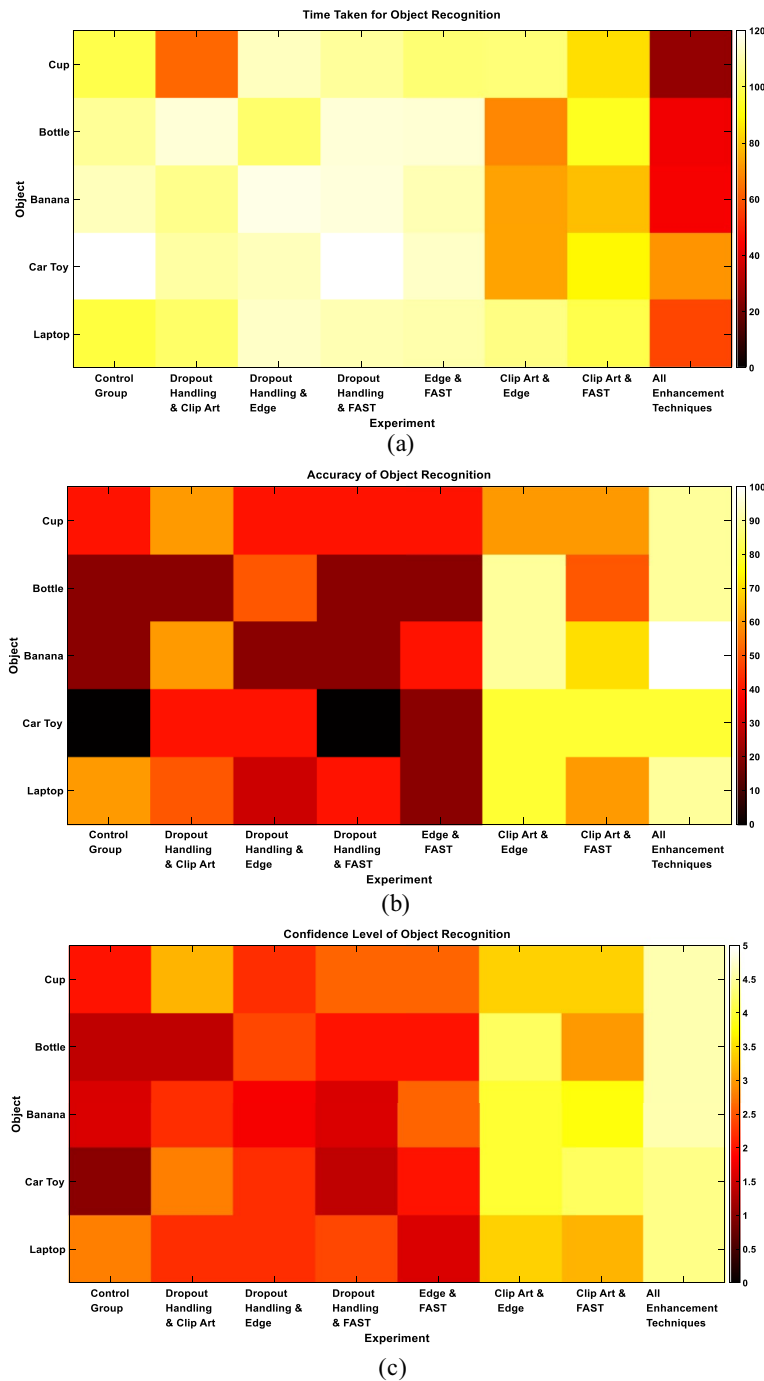 Time Taken for Object Recognition
Object
Cup
Bottle
Banana
Car Toy
Laptop
120
100
80
60
40
20
0
Control Dropout Dropout Dropout Edge & Clip Art & Clip Art & All
Group Handling Handling & Handling FAST Edge FAST Enhancement
& Clip Art Edge & FAST Techniques
Experiment
(a)
Accuracy of Object Recognition
Object
Cup
Bottle
Banana
Car Toy
Laptop
100
90
80
70
60
50
40
30
20
10
0
Control Dropout Dropout Dropout Edge & Clip Art & Clip Art & All
Group Handling Handling & Handling FAST Edge FAST Enhancement
& Clip Art Edge & FAST Techniques
Experiment
(b)
Confidence Level of Object Recognition
Object
Cup
Bottle
Banana
Car Toy
Laptop
5
4.5
4
3.5
3
2.5
2
1.5
1
0.5
0
Control Dropout Dropout Dropout Edge & Clip Art & Clip Art & All
Group Handling Handling & Handling FAST Edge FAST Enhancement
& Clip Art Edge & FAST Techniques
Experiment
(c)